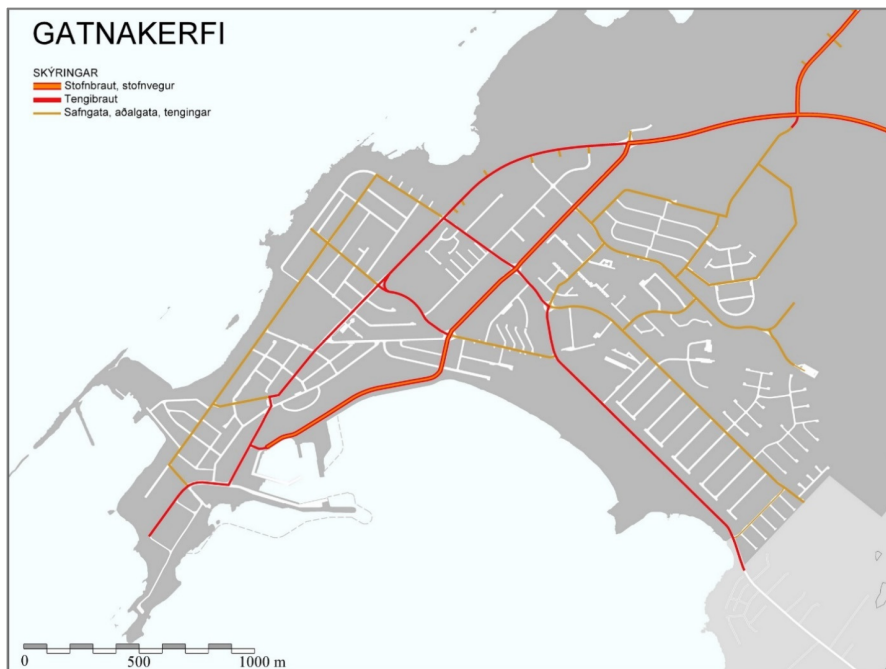 GATNAKERFI
SKÝRINGAR
Stofnbraut, stofnvegur
Tengibraut
Safngata, aðalgata, tengingar
0 500 1000 m